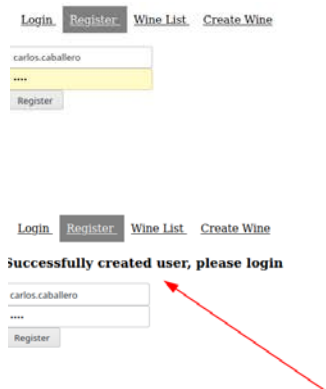 Login Register Wine List Create Wine
carlos.caballero
••••
Register
Login Register Wine List Create Wine
Successfully created user, please login
carlos.caballero
••••
Register